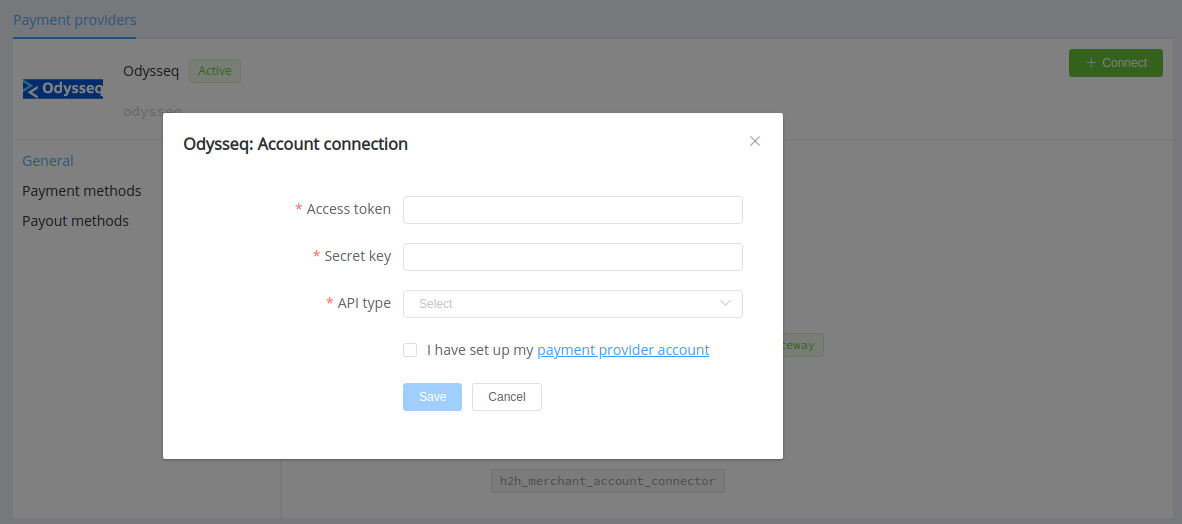 Payment providers
Odysseq
Odysseq Active
+ Connect
odysseq
Odysseq: Account connection
General
Payment methods
Payout methods
* Access token
* Secret key
* API type Select
I have set up my payment provider account
Save Cancel
h2h_merchant_account_connector